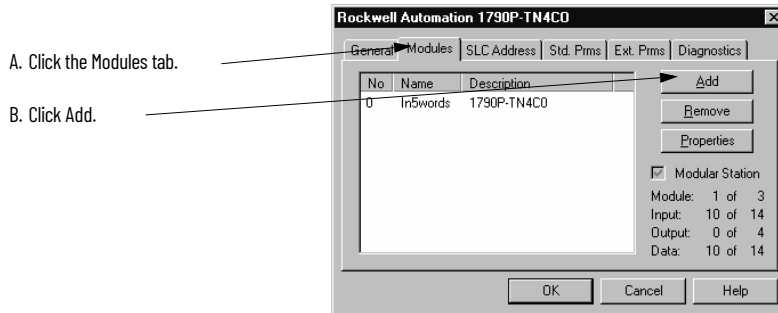 Rockwell Automation 1790P-TN4C0
A. Click the Modules tab.
B. Click Add.
General Modules SLC Address Std. Prms Ext. Prms Diagnostics
No Name Description
0 In5words 1790P-TN4C0
Add
Remove
Properties
Modular Station
Module: 1 of 3
Input: 10 of 14
Output: 0 of 4
Data: 10 of 14
OK Cancel Help